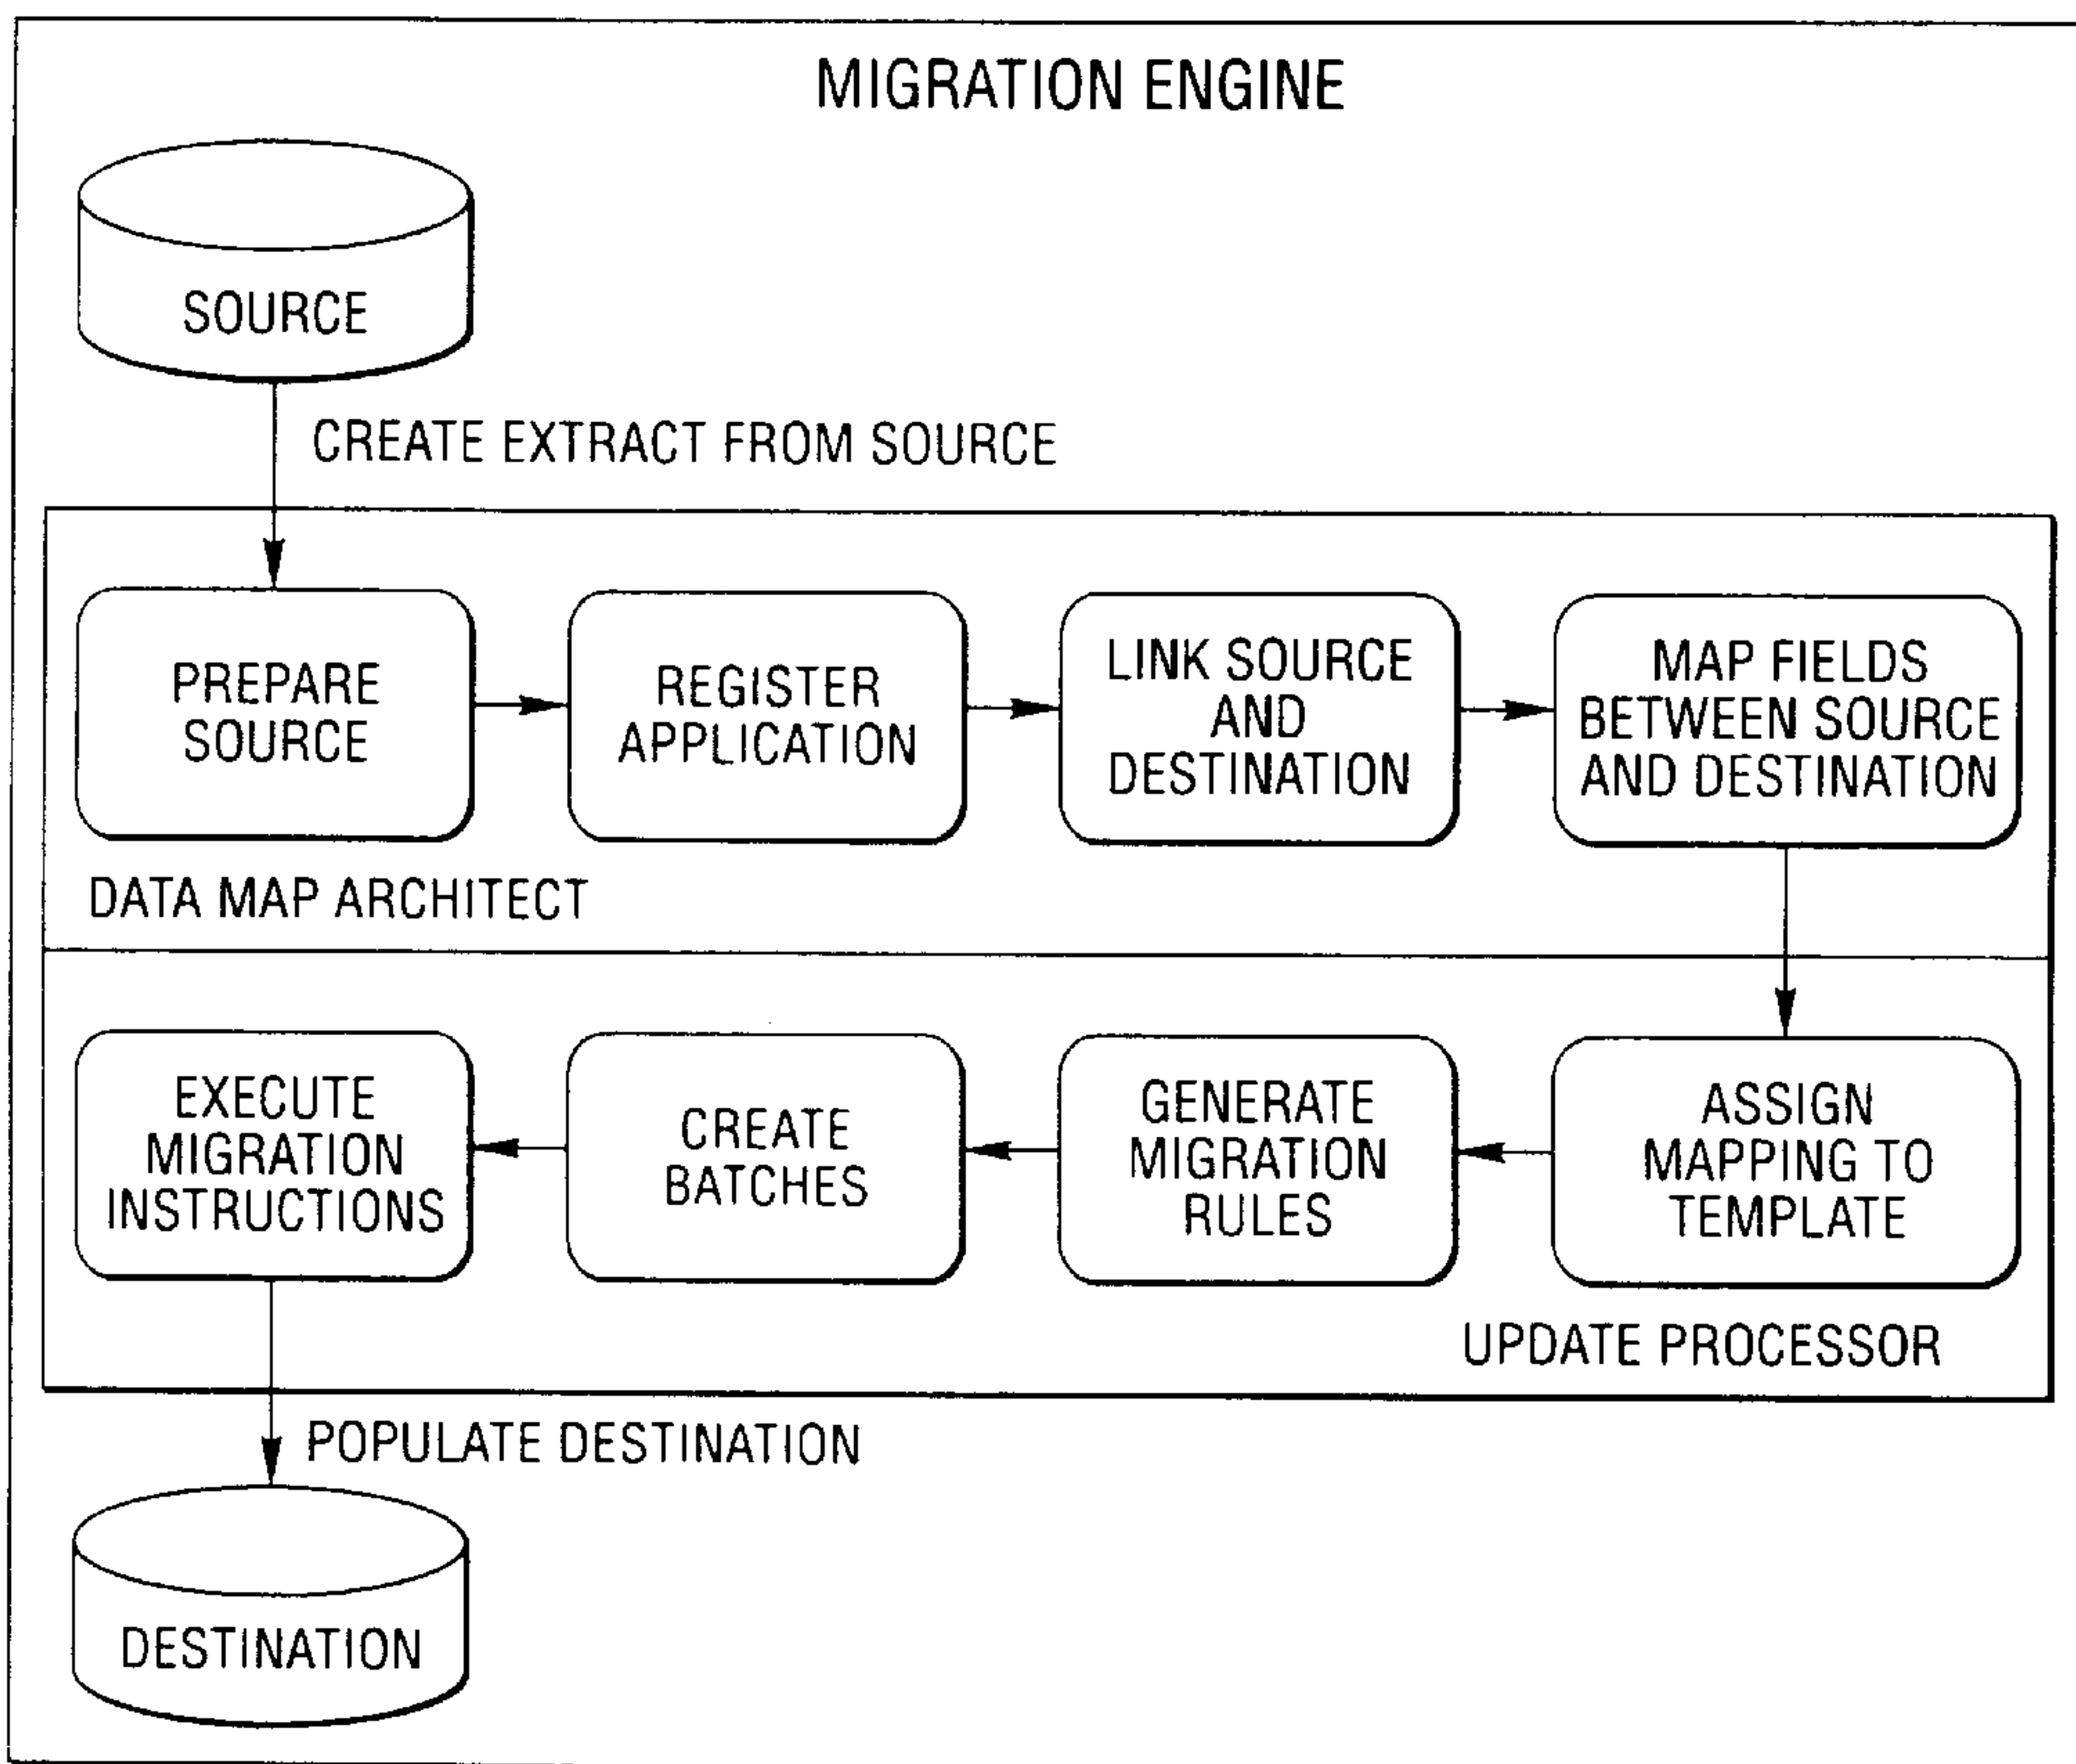 MIGRATION ENGINE
SOURCE
CREATE EXTRACT FROM SOURCE
PREPARE
SOURCE
REGISTER
APPLICATION
LINK SOURCE
AND
DESTINATION
MAP FIELDS
BETWEEN SOURCE
AND DESTINATION
DATA MAP ARCHITECT
ASSIGN
MAPPING TO
TEMPLATE
GENERATE
MIGRATION
RULES
CREATE
BATCHES
EXECUTE
MIGRATION
INSTRUCTIONS
UPDATE PROCESSOR
POPULATE DESTINATION
DESTINATION